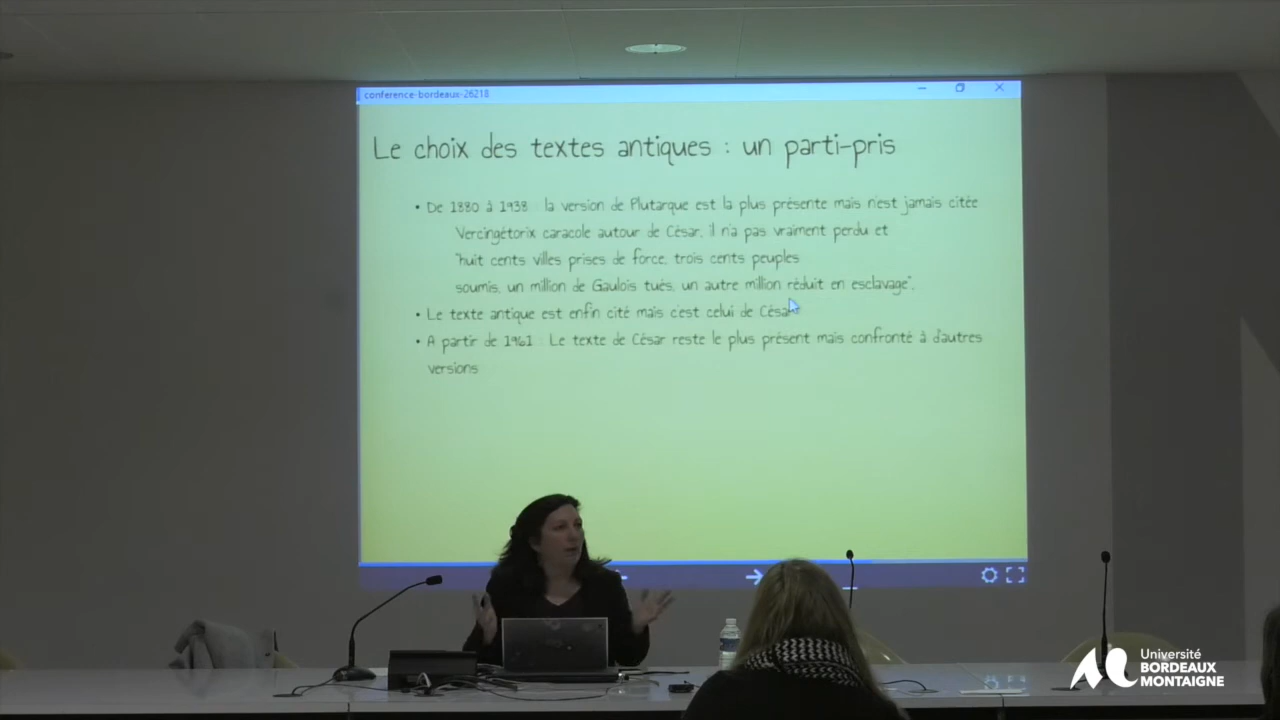 conference-bordeaux-26218
Le choix des textes antiques : un parti-pris
• De 1880 à 1938 : la version de Plutarque est la plus présente mais n'est jamais citée
Vercingétorix caracole autour de César, il n'a pas vraiment perdu et
"huit cents villes prises de force, trois cents peuples
soumis, un million de Gaulois tués, un autre million réduit en esclavage".
• Le texte antique est enfin cité mais c'est celui de César
• A partir de 1961 : Le texte de César reste le plus présent mais confronté à d'autres
versions
Université
BORDEAUX
MONTAIGNE